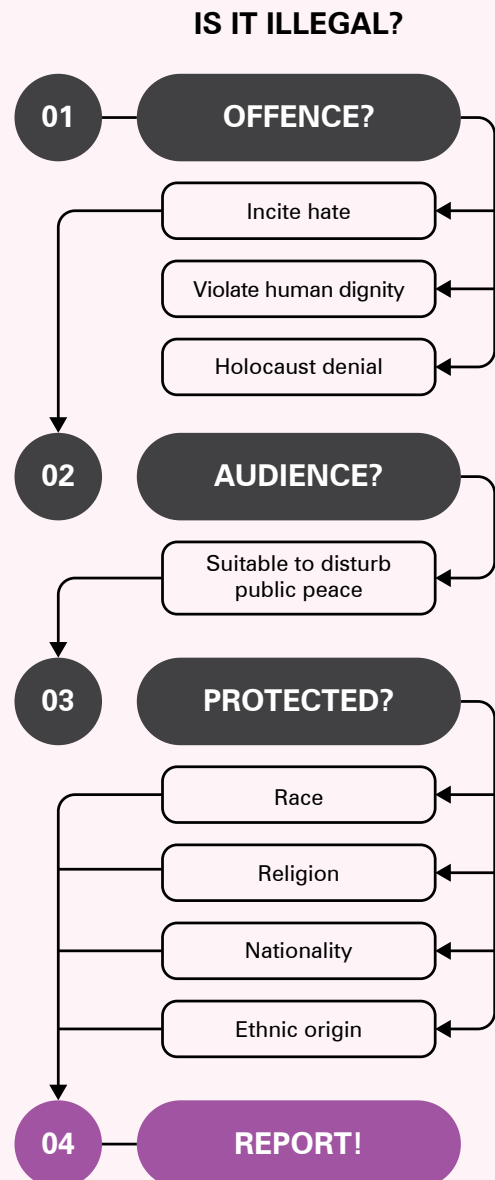 IS IT ILLEGAL?
01
OFFENCE?
Incite hate
Violate human dignity
Holocaust denial
02
AUDIENCE?
Suitable to disturb
public peace
03
PROTECTED?
Race
Religion
Nationality
Ethnic origin
04
REPORT!